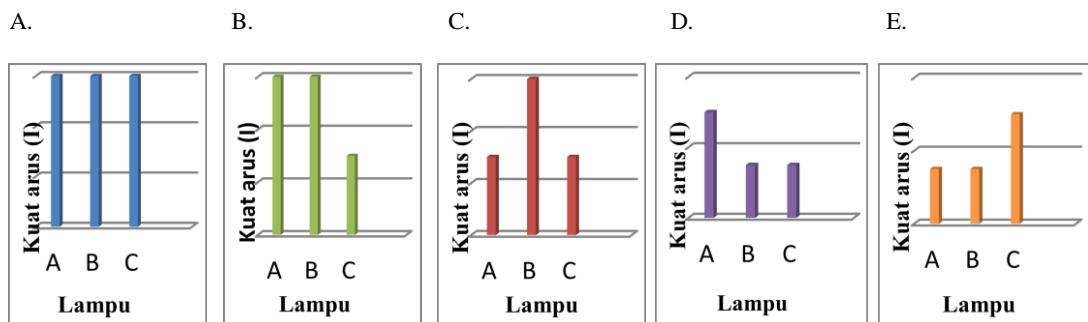 A. B. C. D. E.
Kuat arus (I)
A B C
Lampu
Kuat arus (I)
A B C
Lampu
Kuat arus (I)
A B C
Lampu
Kuat arus (I)
A B C
Lampu
Kuat arus (I)
A B C
Lampu